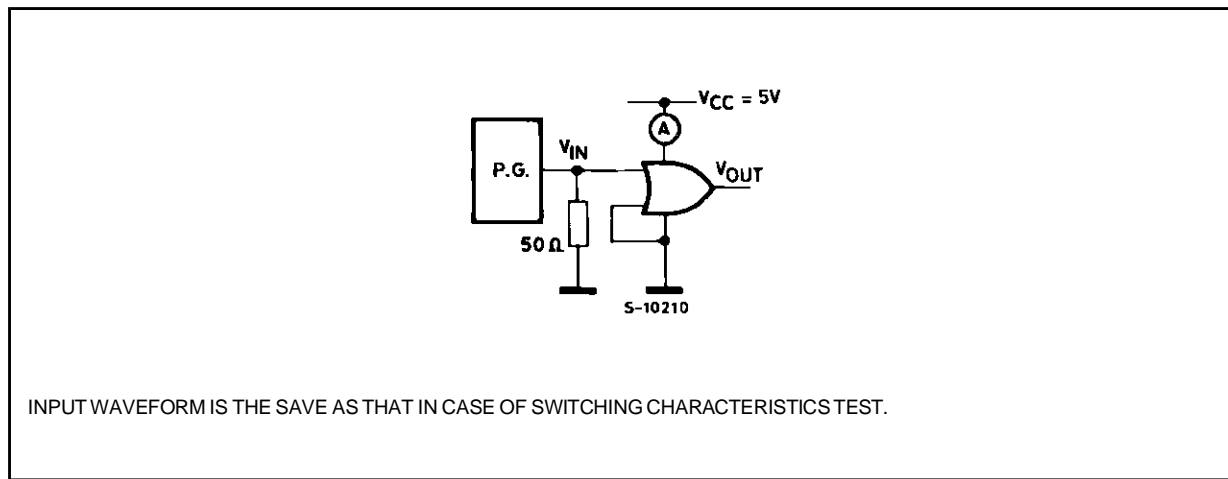 VCC = 5V
A
P.G.
VIN
VOUT
50 Ω
S-10210
INPUT WAVEFORM IS THE SAVE AS THAT IN CASE OF SWITCHING CHARACTERISTICS TEST.